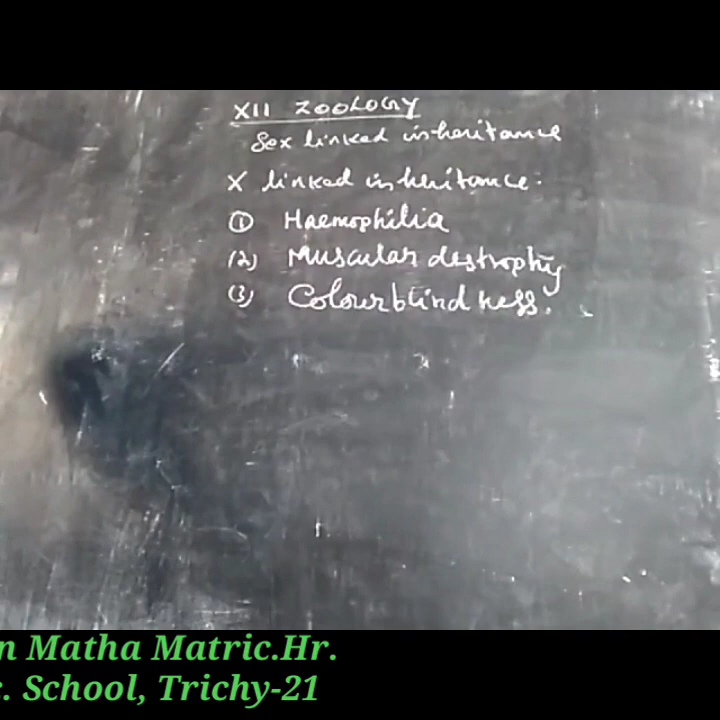 XII ZOOLOGY
Sex linked inheritance
X linked inheritance.
(1) Haemophilia
(2) Muscular destrophy
(3) Colourblindness.
n Matha Matric.Hr.
. School, Trichy-21